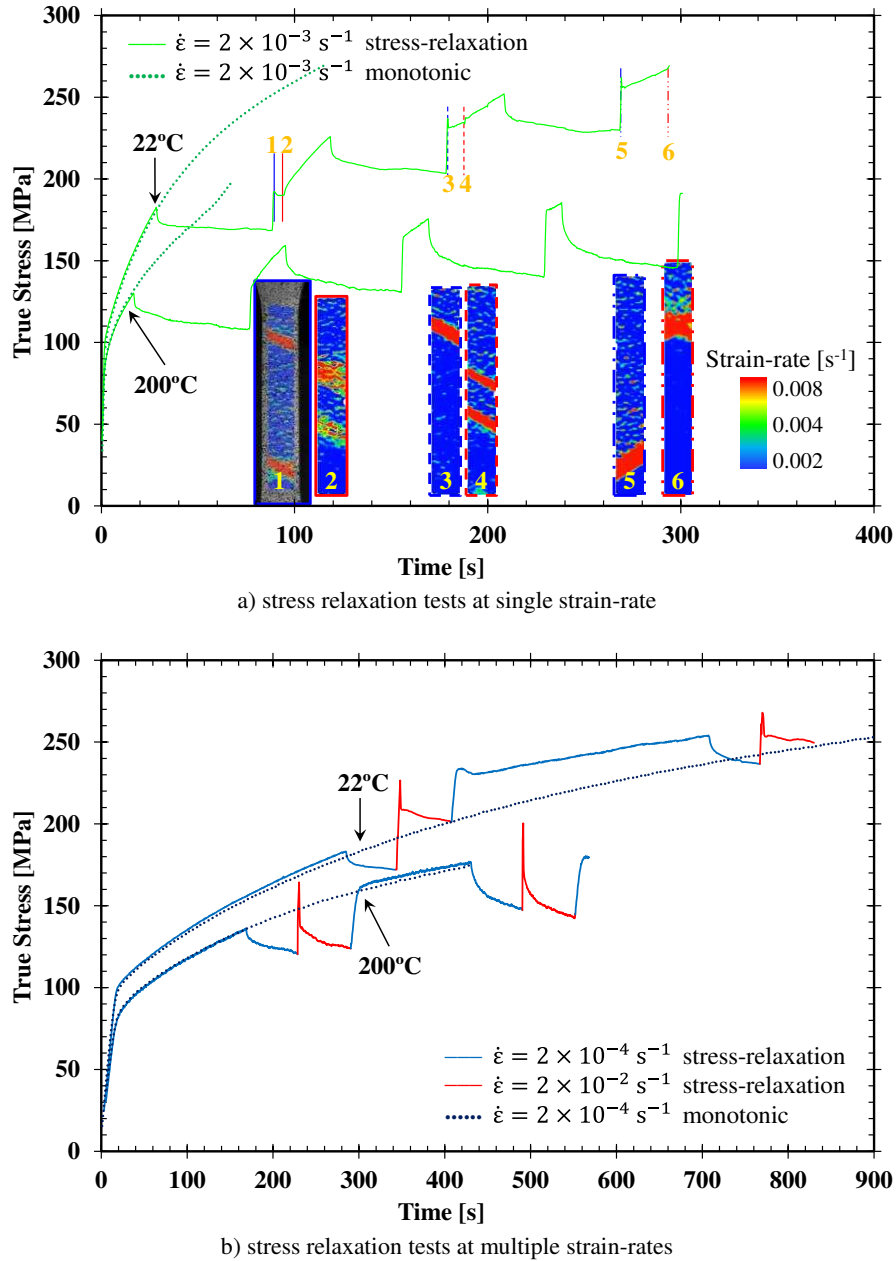 ε̇ = 2 × 10⁻³ s⁻¹ stress-relaxation
ε̇ = 2 × 10⁻³ s⁻¹ monotonic
300
250
200
150
100
50
0
True Stress [MPa]
22ºC
200ºC
1 2
3 4
5
6
1
2
3
4
5
6
Strain-rate [s⁻¹]
0.008
0.004
0.002
0
100
200
300
400
Time [s]
a) stress relaxation tests at single strain-rate
300
250
200
150
100
50
0
True Stress [MPa]
22ºC
200ºC
ε̇ = 2 × 10⁻⁴ s⁻¹ stress-relaxation
ε̇ = 2 × 10⁻² s⁻¹ stress-relaxation
ε̇ = 2 × 10⁻⁴ s⁻¹ monotonic
0
100
200
300
400
500
600
700
800
900
Time [s]
b) stress relaxation tests at multiple strain-rates